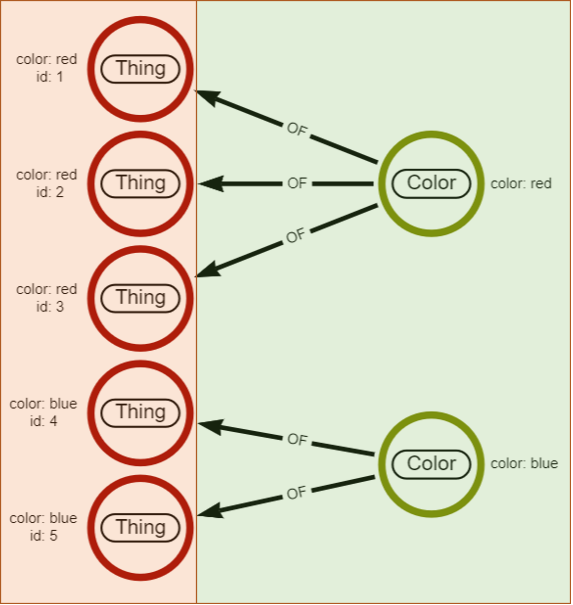 color: red
id: 1
Thing
OF
color: red
id: 2
Thing
OF
Color
color: red
OF
color: red
id: 3
Thing
color: blue
id: 4
Thing
OF
Color
color: blue
OF
color: blue
id: 5
Thing